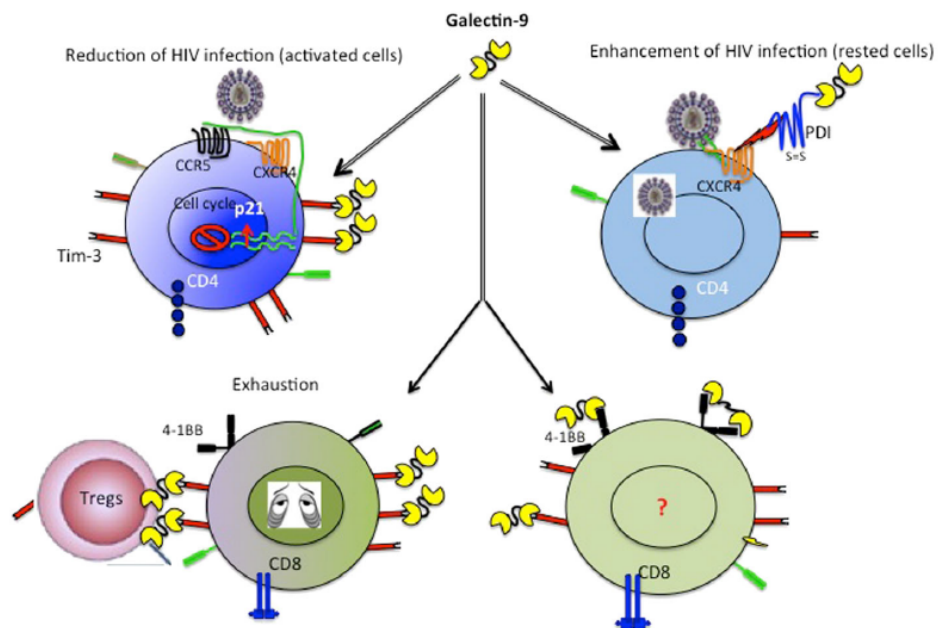 Galectin-9
Reduction of HIV infection (activated cells)
Enhancement of HIV infection (rested cells)
CCR5
CXCR4
Cell cycle
p21
Tim-3
CD4
PDI
S=S
CXCR4
CD4
Exhaustion
4-1BB
Tregs
CD8
4-1BB
?
CD8